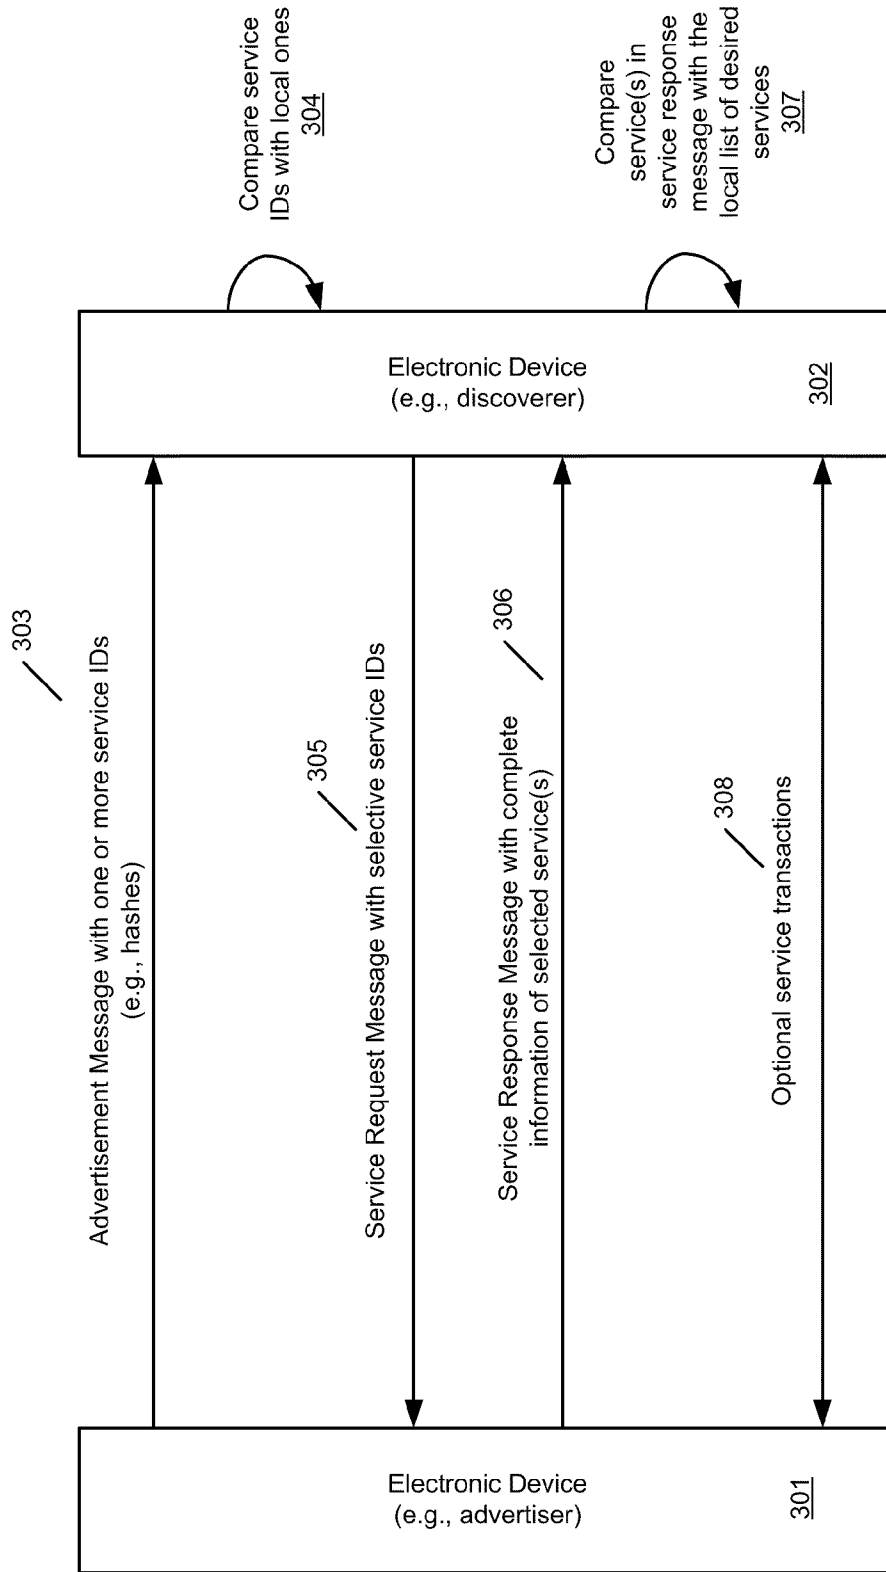 303
Advertisement Message with one or more service IDs
(e.g., hashes)
Compare service
IDs with local ones
304
305
Service Request Message with selective service IDs
306
Service Response Message with complete
information of selected service(s)
Compare
service(s) in
service response
message with the
local list of desired
services
307
308
Optional service transactions
Electronic Device
(e.g., advertiser)
301
Electronic Device
(e.g., discoverer)
302